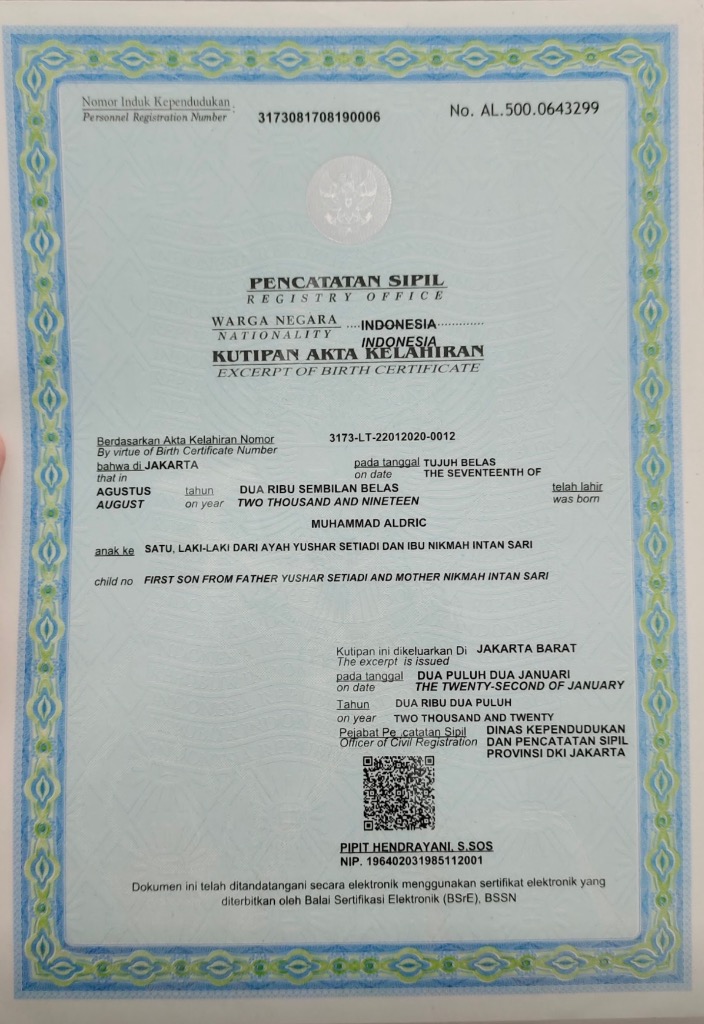 Nomor Induk Kependudukan : 3173081708190006 No. AL.500.0643299
Personnel Registration Number
PENCATATAN SIPIL
REGISTRY OFFICE
WARGA NEGARA INDONESIA
NATIONALITY INDONESIA
KUTIPAN AKTA KELAHIRAN
EXCERPT OF BIRTH CERTIFICATE
Berdasarkan Akta Kelahiran Nomor 3173-LT-22012020-0012
By virtue of Birth Certificate Number
bahwa di JAKARTA pada tanggal TUJUH BELAS
that in on date THE SEVENTEENTH OF
AGUSTUS tahun DUA RIBU SEMBILAN BELAS telah lahir
AUGUST on year TWO THOUSAND AND NINETEEN was born
MUHAMMAD ALDRIC
anak ke SATU, LAKI-LAKI DARI AYAH YUSHAR SETIADI DAN IBU NIKMAH INTAN SARI
child no FIRST SON FROM FATHER YUSHAR SETIADI AND MOTHER NIKMAH INTAN SARI
Kutipan ini dikeluarkan Di JAKARTA BARAT
The excerpt is issued
pada tanggal DUA PULUH DUA JANUARI
on date THE TWENTY-SECOND OF JANUARY
Tahun DUA RIBU DUA PULUH
on year TWO THOUSAND AND TWENTY
Pejabat Pe catatan Sipil DINAS KEPENDUDUKAN
Officer of Civil Registration DAN PENCATATAN SIPIL
PROVINSI DKI JAKARTA
PIPIT HENDRAYANI, S.SOS
NIP. 196402031985112001
Dokumen ini telah ditandatangani secara elektronik menggunakan sertifikat elektronik yang
diterbitkan oleh Balai Sertifikasi Elektronik (BSrE), BSSN